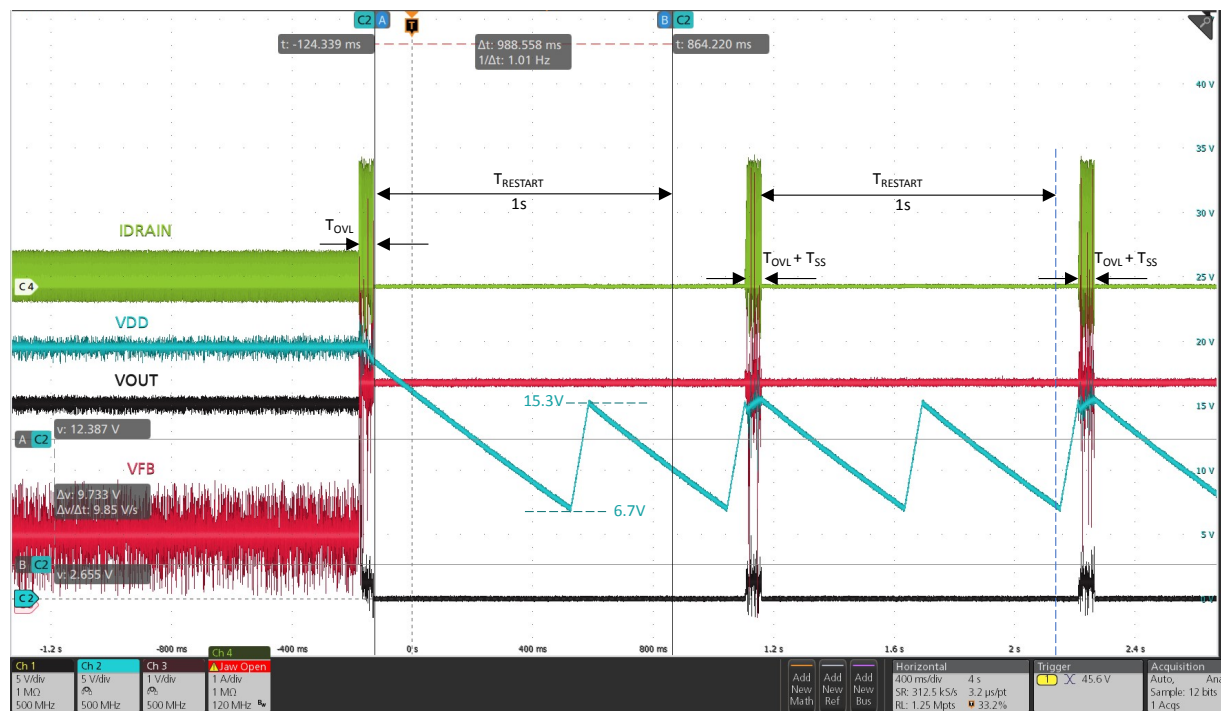 C2 A
T
B C2
t: -124.339 ms
Δt: 988.558 ms
1/Δt: 1.01 Hz
t: 864.220 ms
40 V
35 V
30 V
25 V
20 V
15 V
10 V
5 V
0 V
TRESTART
1s
TRESTART
1s
TOVL
IDRAIN
TOVL + TSS
TOVL + TSS
C 4
VDD
VOUT
15.3V
v: 12.387 V
A C2
VFB
Δv: 9.733 V
Δv/Δt: 9.85 V/s
6.7V
B C2
v: 2.655 V
C2
-1.2 s
-800 ms
-400 ms
0 s
400 ms
800 ms
1.2 s
1.6 s
2 s
2.4 s
Ch 1
5 V/div
1 MΩ
500 MHz
Ch 2
5 V/div
500 MHz
Ch 3
1 V/div
1 MΩ
500 MHz
Ch 4
Jaw Open
1 A/div
1 MΩ
120 MHz BW
Add New Math
Add New Ref
Add New Bus
Horizontal
400 ms/div 4 s
SR: 312.5 kS/s 3.2 µs/pt
RL: 1.25 Mpts T 33.2%
Trigger
1 45.6 V
Acquisition
Auto, Ana
Sample: 12 bits
1 Acqs